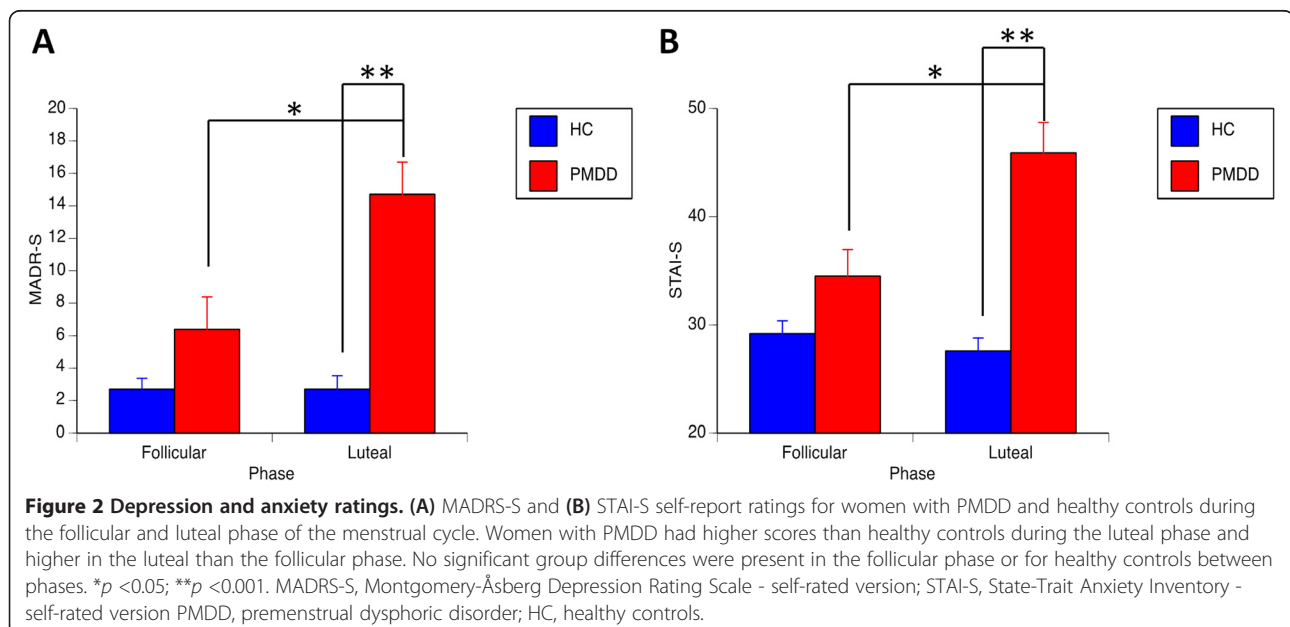 A
**
*
20
18
16
14
12
10
8
6
4
2
0
MADR-S
Follicular
Luteal
Phase
HC
PMDD
B
**
*
50
40
30
20
STAI-S
Follicular
Luteal
Phase
HC
PMDD
Figure 2 Depression and anxiety ratings. (A) MADRS-S and (B) STAI-S self-report ratings for women with PMDD and healthy controls during
the follicular and luteal phase of the menstrual cycle. Women with PMDD had higher scores than healthy controls during the luteal phase and
higher in the luteal than the follicular phase. No significant group differences were present in the follicular phase or for healthy controls between
phases. *p <0.05; **p <0.001. MADRS-S, Montgomery-Åsberg Depression Rating Scale - self-rated version; STAI-S, State-Trait Anxiety Inventory -
self-rated version PMDD, premenstrual dysphoric disorder; HC, healthy controls.